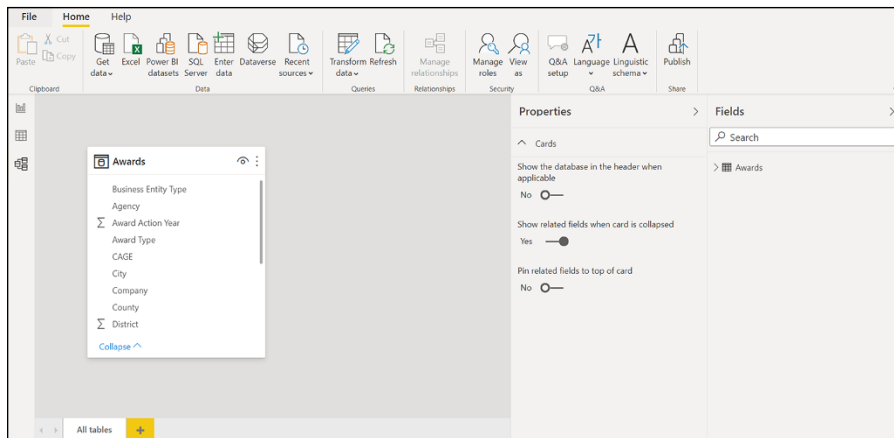 File Home Help
Paste
Cut
Copy
Get data
Excel
Power BI datasets
SQL Server
Enter data
Dataverse
Recent sources
Transform data
Refresh
Manage relationships
Manage roles
View as
Q&A setup
Language
Linguistic schema
Publish
Clipboard
Data
Queries
Relationships
Security
Q&A
Share
Awards
Business Entity Type
Agency
Award Action Year
Award Type
CAGE
City
Company
County
District
Collapse
Properties
Cards
Show the database in the header when
applicable
No
Show related fields when card is collapsed
Yes
Pin related fields to top of card
No
Fields
Search
Awards
All tables